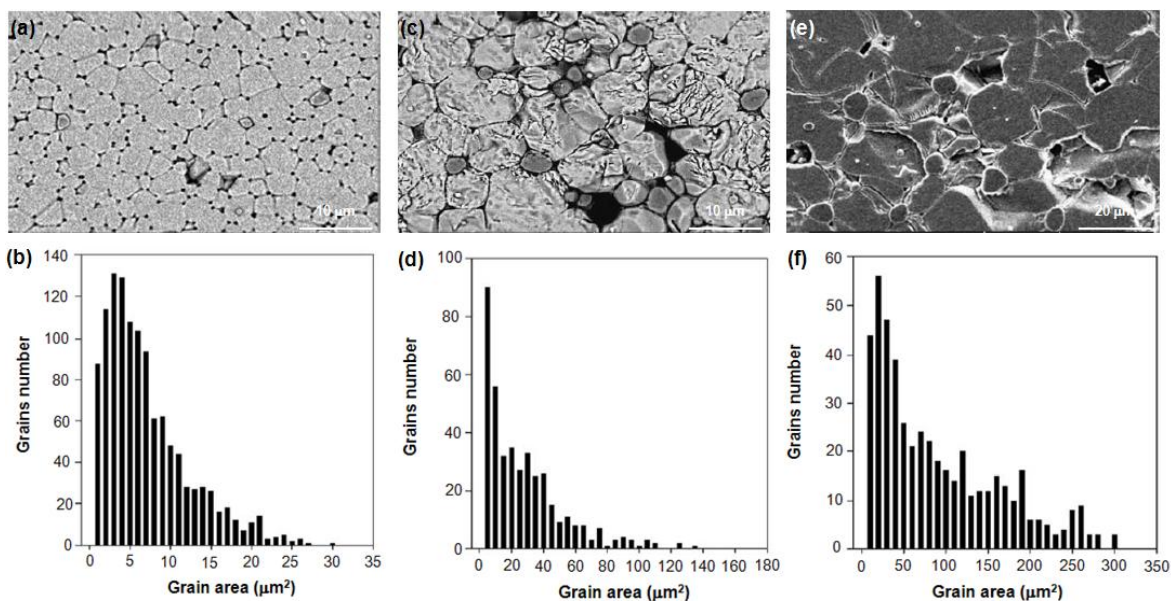 (a)
10 μm
(c)
10 μm
(e)
20 μm
(b)
Grains number
140
120
100
80
60
40
20
0
0 5 10 15 20 25 30 35
Grain area (μm²)
(d)
Grains number
100
80
60
40
20
0
0 20 40 60 80 100 120 140 160 180
Grain area (μm²)
(f)
Grains number
60
50
40
30
20
10
0
0 50 100 150 200 250 300 350
Grain area (μm²)